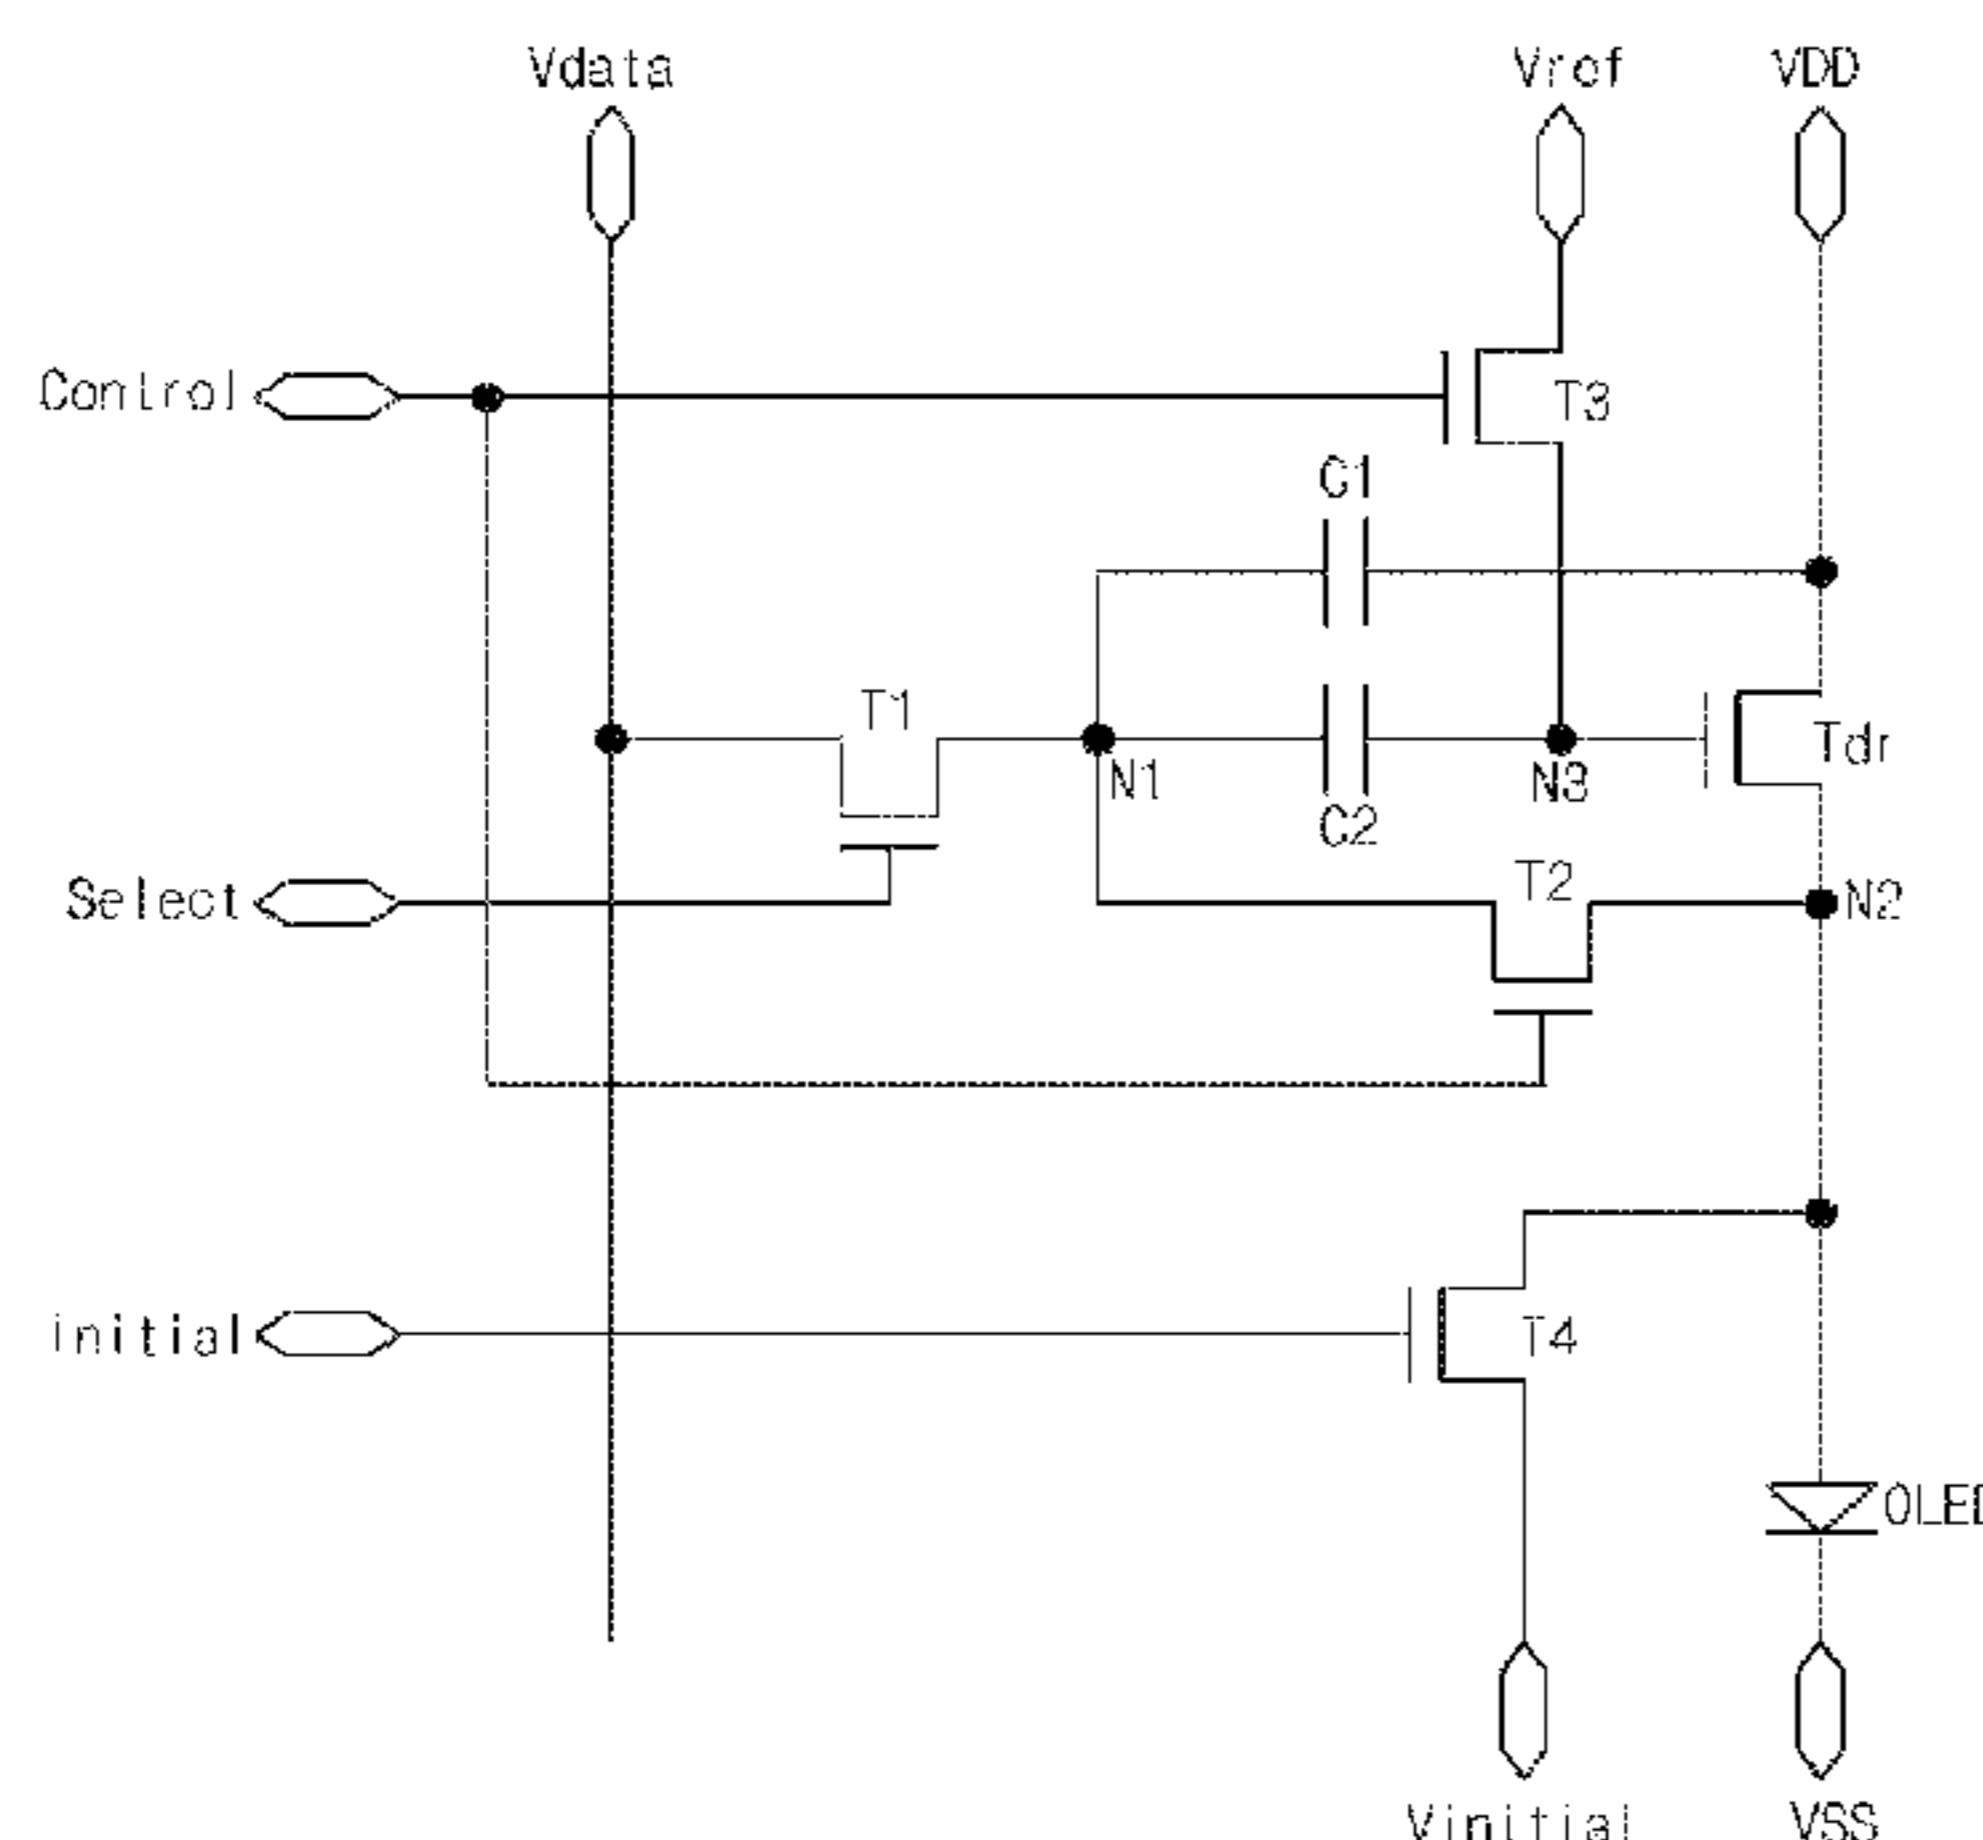 Vdata
Vref
VDD
Control
T3
C1
T1
Tdr
N1
N3
C2
T2
Select
N2
initial
T4
OLED
Vinitial
VSS